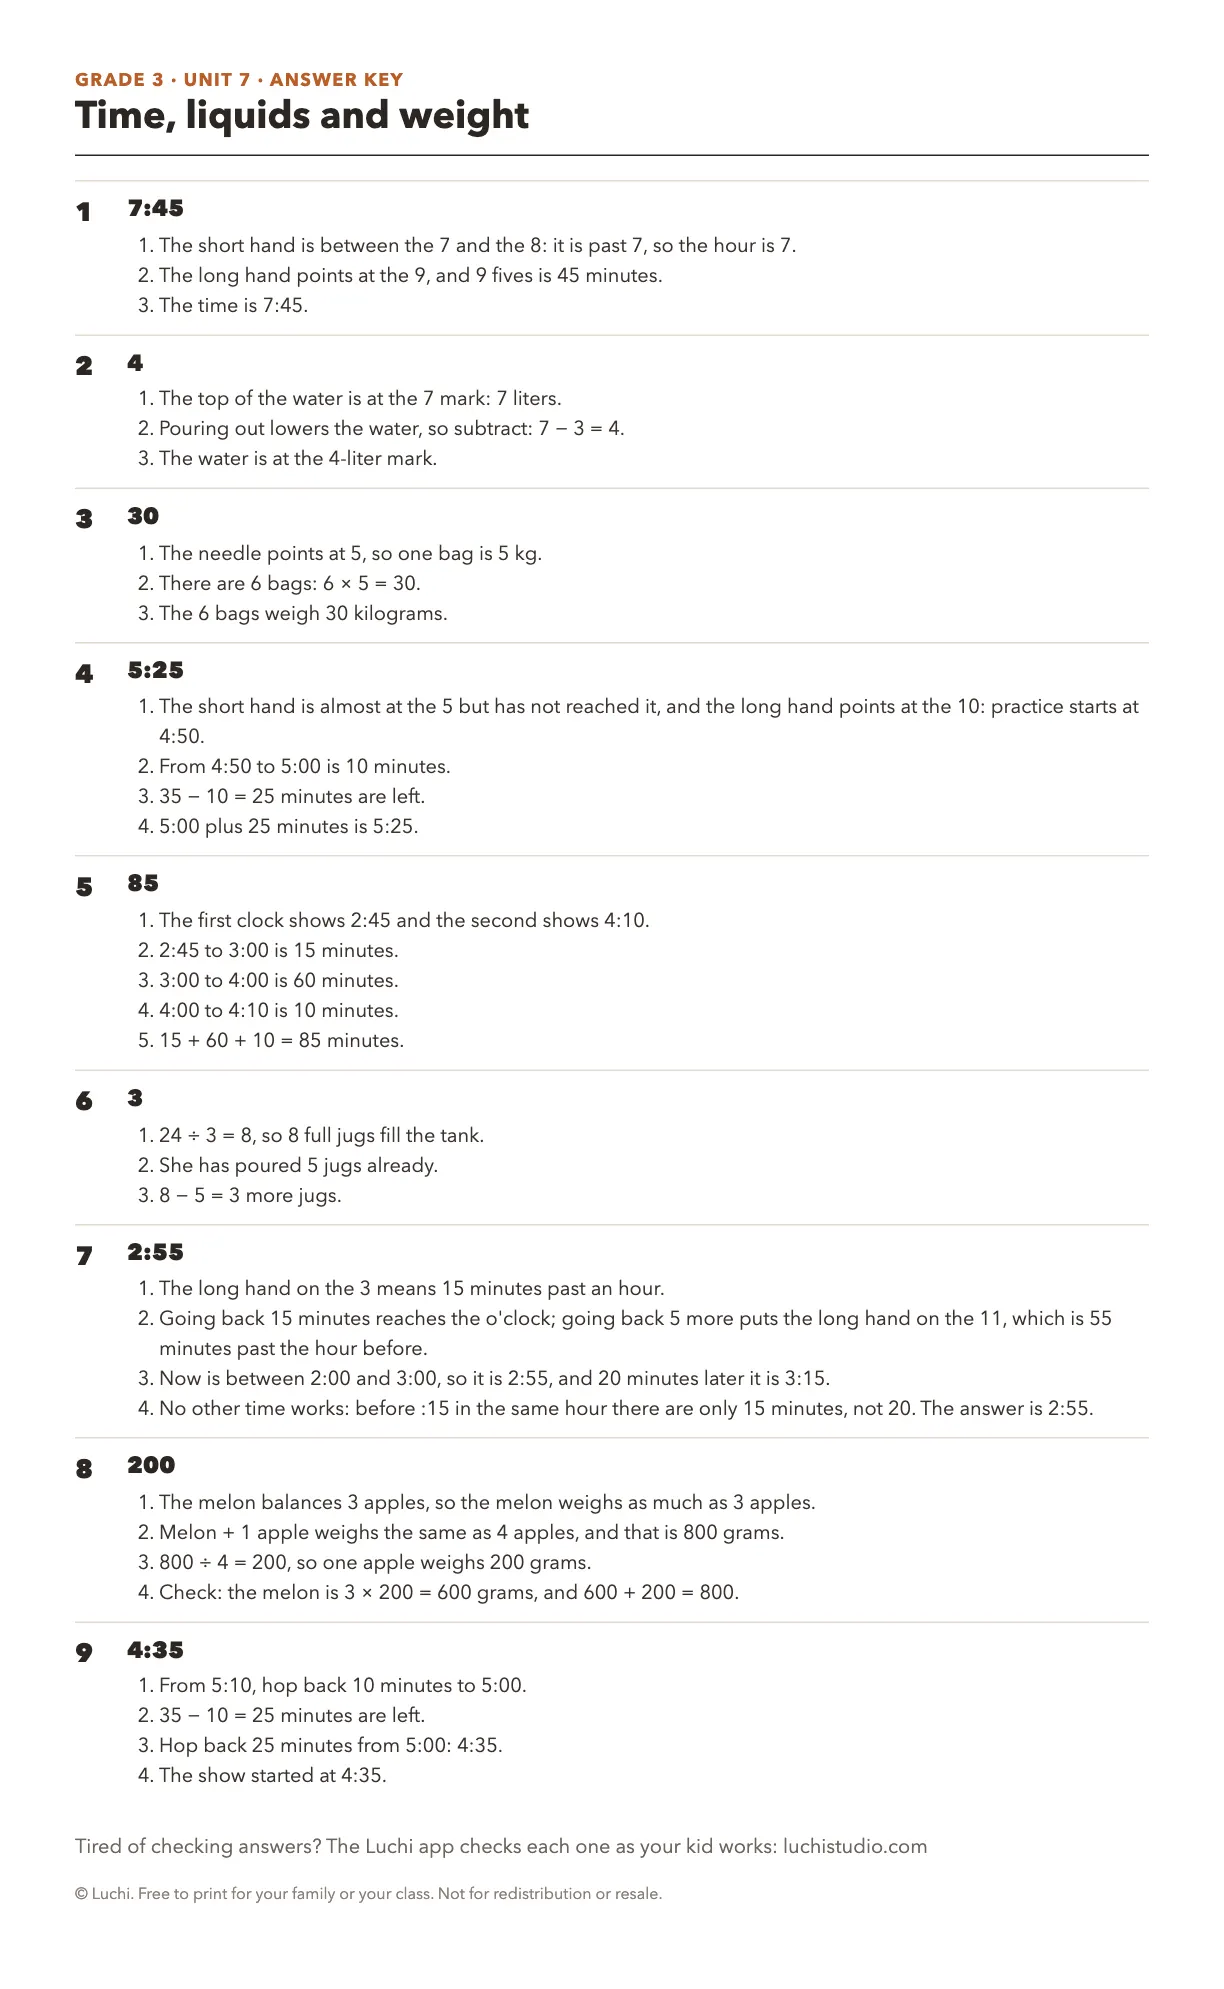 GRADE 3 · UNIT 7 · ANSWER KEY
Time, liquids and weight
1 7:45
1. The short hand is between the 7 and the 8: it is past 7, so the hour is 7.
2. The long hand points at the 9, and 9 fives is 45 minutes.
3. The time is 7:45.
2 4
1. The top of the water is at the 7 mark: 7 liters.
2. Pouring out lowers the water, so subtract: 7 − 3 = 4.
3. The water is at the 4-liter mark.
3 30
1. The needle points at 5, so one bag is 5 kg.
2. There are 6 bags: 6 × 5 = 30.
3. The 6 bags weigh 30 kilograms.
4 5:25
1. The short hand is almost at the 5 but has not reached it, and the long hand points at the 10: practice starts at
4:50.
2. From 4:50 to 5:00 is 10 minutes.
3. 35 − 10 = 25 minutes are left.
4. 5:00 plus 25 minutes is 5:25.
5 85
1. The first clock shows 2:45 and the second shows 4:10.
2. 2:45 to 3:00 is 15 minutes.
3. 3:00 to 4:00 is 60 minutes.
4. 4:00 to 4:10 is 10 minutes.
5. 15 + 60 + 10 = 85 minutes.
6 3
1. 24 ÷ 3 = 8, so 8 full jugs fill the tank.
2. She has poured 5 jugs already.
3. 8 − 5 = 3 more jugs.
7 2:55
1. The long hand on the 3 means 15 minutes past an hour.
2. Going back 15 minutes reaches the o'clock; going back 5 more puts the long hand on the 11, which is 55
minutes past the hour before.
3. Now is between 2:00 and 3:00, so it is 2:55, and 20 minutes later it is 3:15.
4. No other time works: before :15 in the same hour there are only 15 minutes, not 20. The answer is 2:55.
8 200
1. The melon balances 3 apples, so the melon weighs as much as 3 apples.
2. Melon + 1 apple weighs the same as 4 apples, and that is 800 grams.
3. 800 ÷ 4 = 200, so one apple weighs 200 grams.
4. Check: the melon is 3 × 200 = 600 grams, and 600 + 200 = 800.
9 4:35
1. From 5:10, hop back 10 minutes to 5:00.
2. 35 − 10 = 25 minutes are left.
3. Hop back 25 minutes from 5:00: 4:35.
4. The show started at 4:35.
Tired of checking answers? The Luchi app checks each one as your kid works: luchistudio.com
© Luchi. Free to print for your family or your class. Not for redistribution or resale.